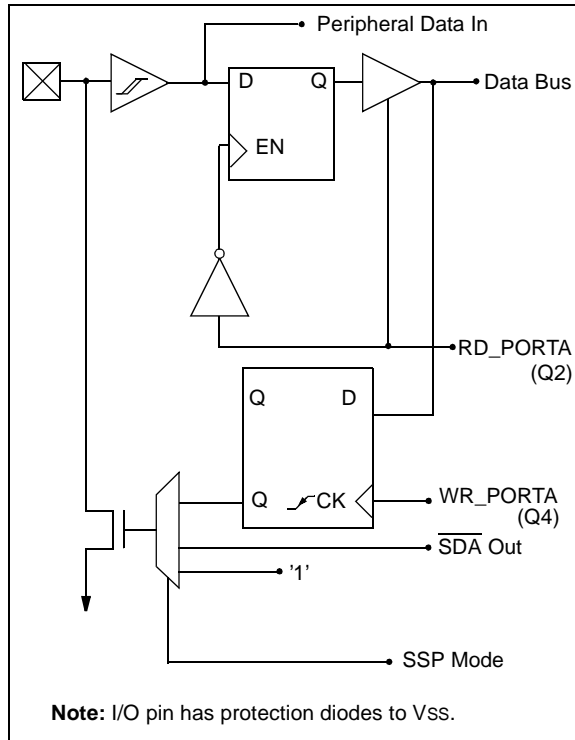 Peripheral Data In
D Q
Data Bus
EN
RD_PORTA
(Q2)
Q D
Q CK
WR_PORTA
(Q4)
S̅D̅A̅ Out
'1'
SSP Mode
Note: I/O pin has protection diodes to VSS.